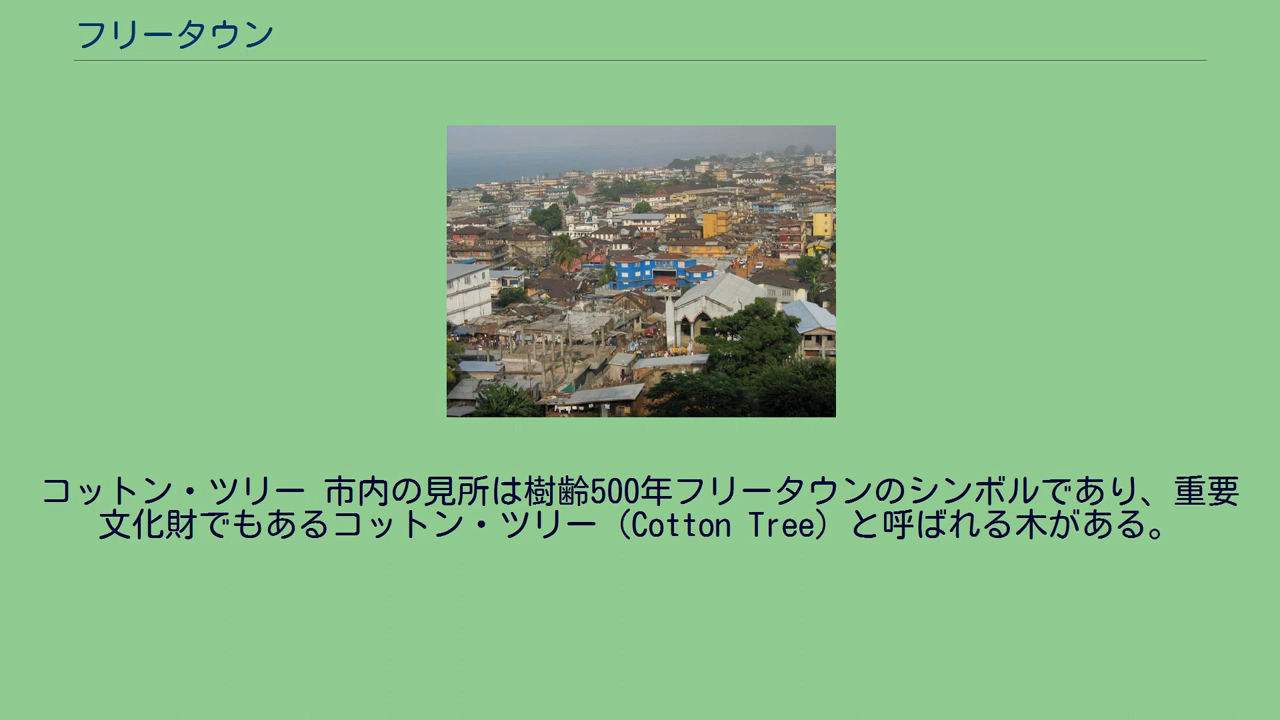 フリータウン
コットン・ツリー 市内の見所は樹齢500年フリータウンのシンボルであり、重要
文化財でもあるコットン・ツリー（Cotton Tree）と呼ばれる木がある。